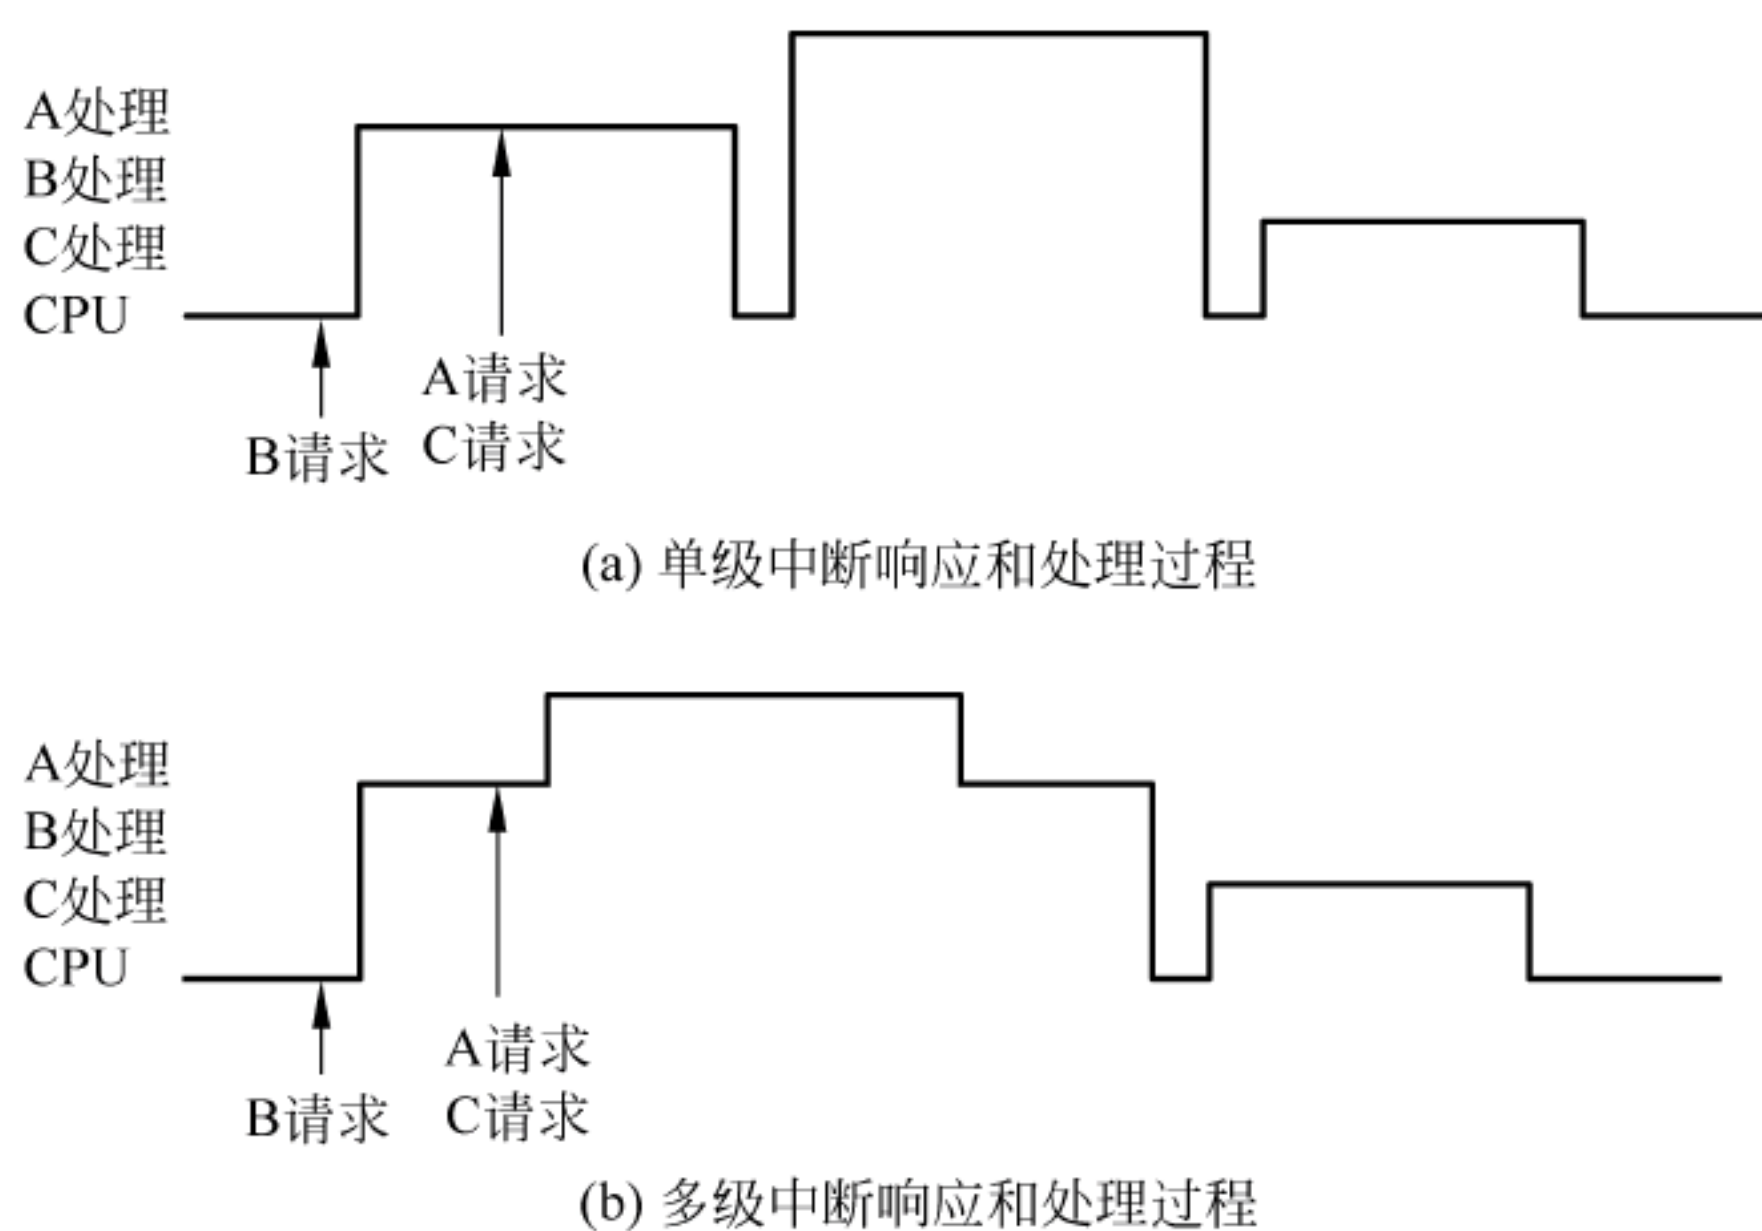 A处理
B处理
C处理
CPU
A请求
B请求 C请求
(a) 单级中断响应和处理过程
A处理
B处理
C处理
CPU
A请求
B请求 C请求
(b) 多级中断响应和处理过程